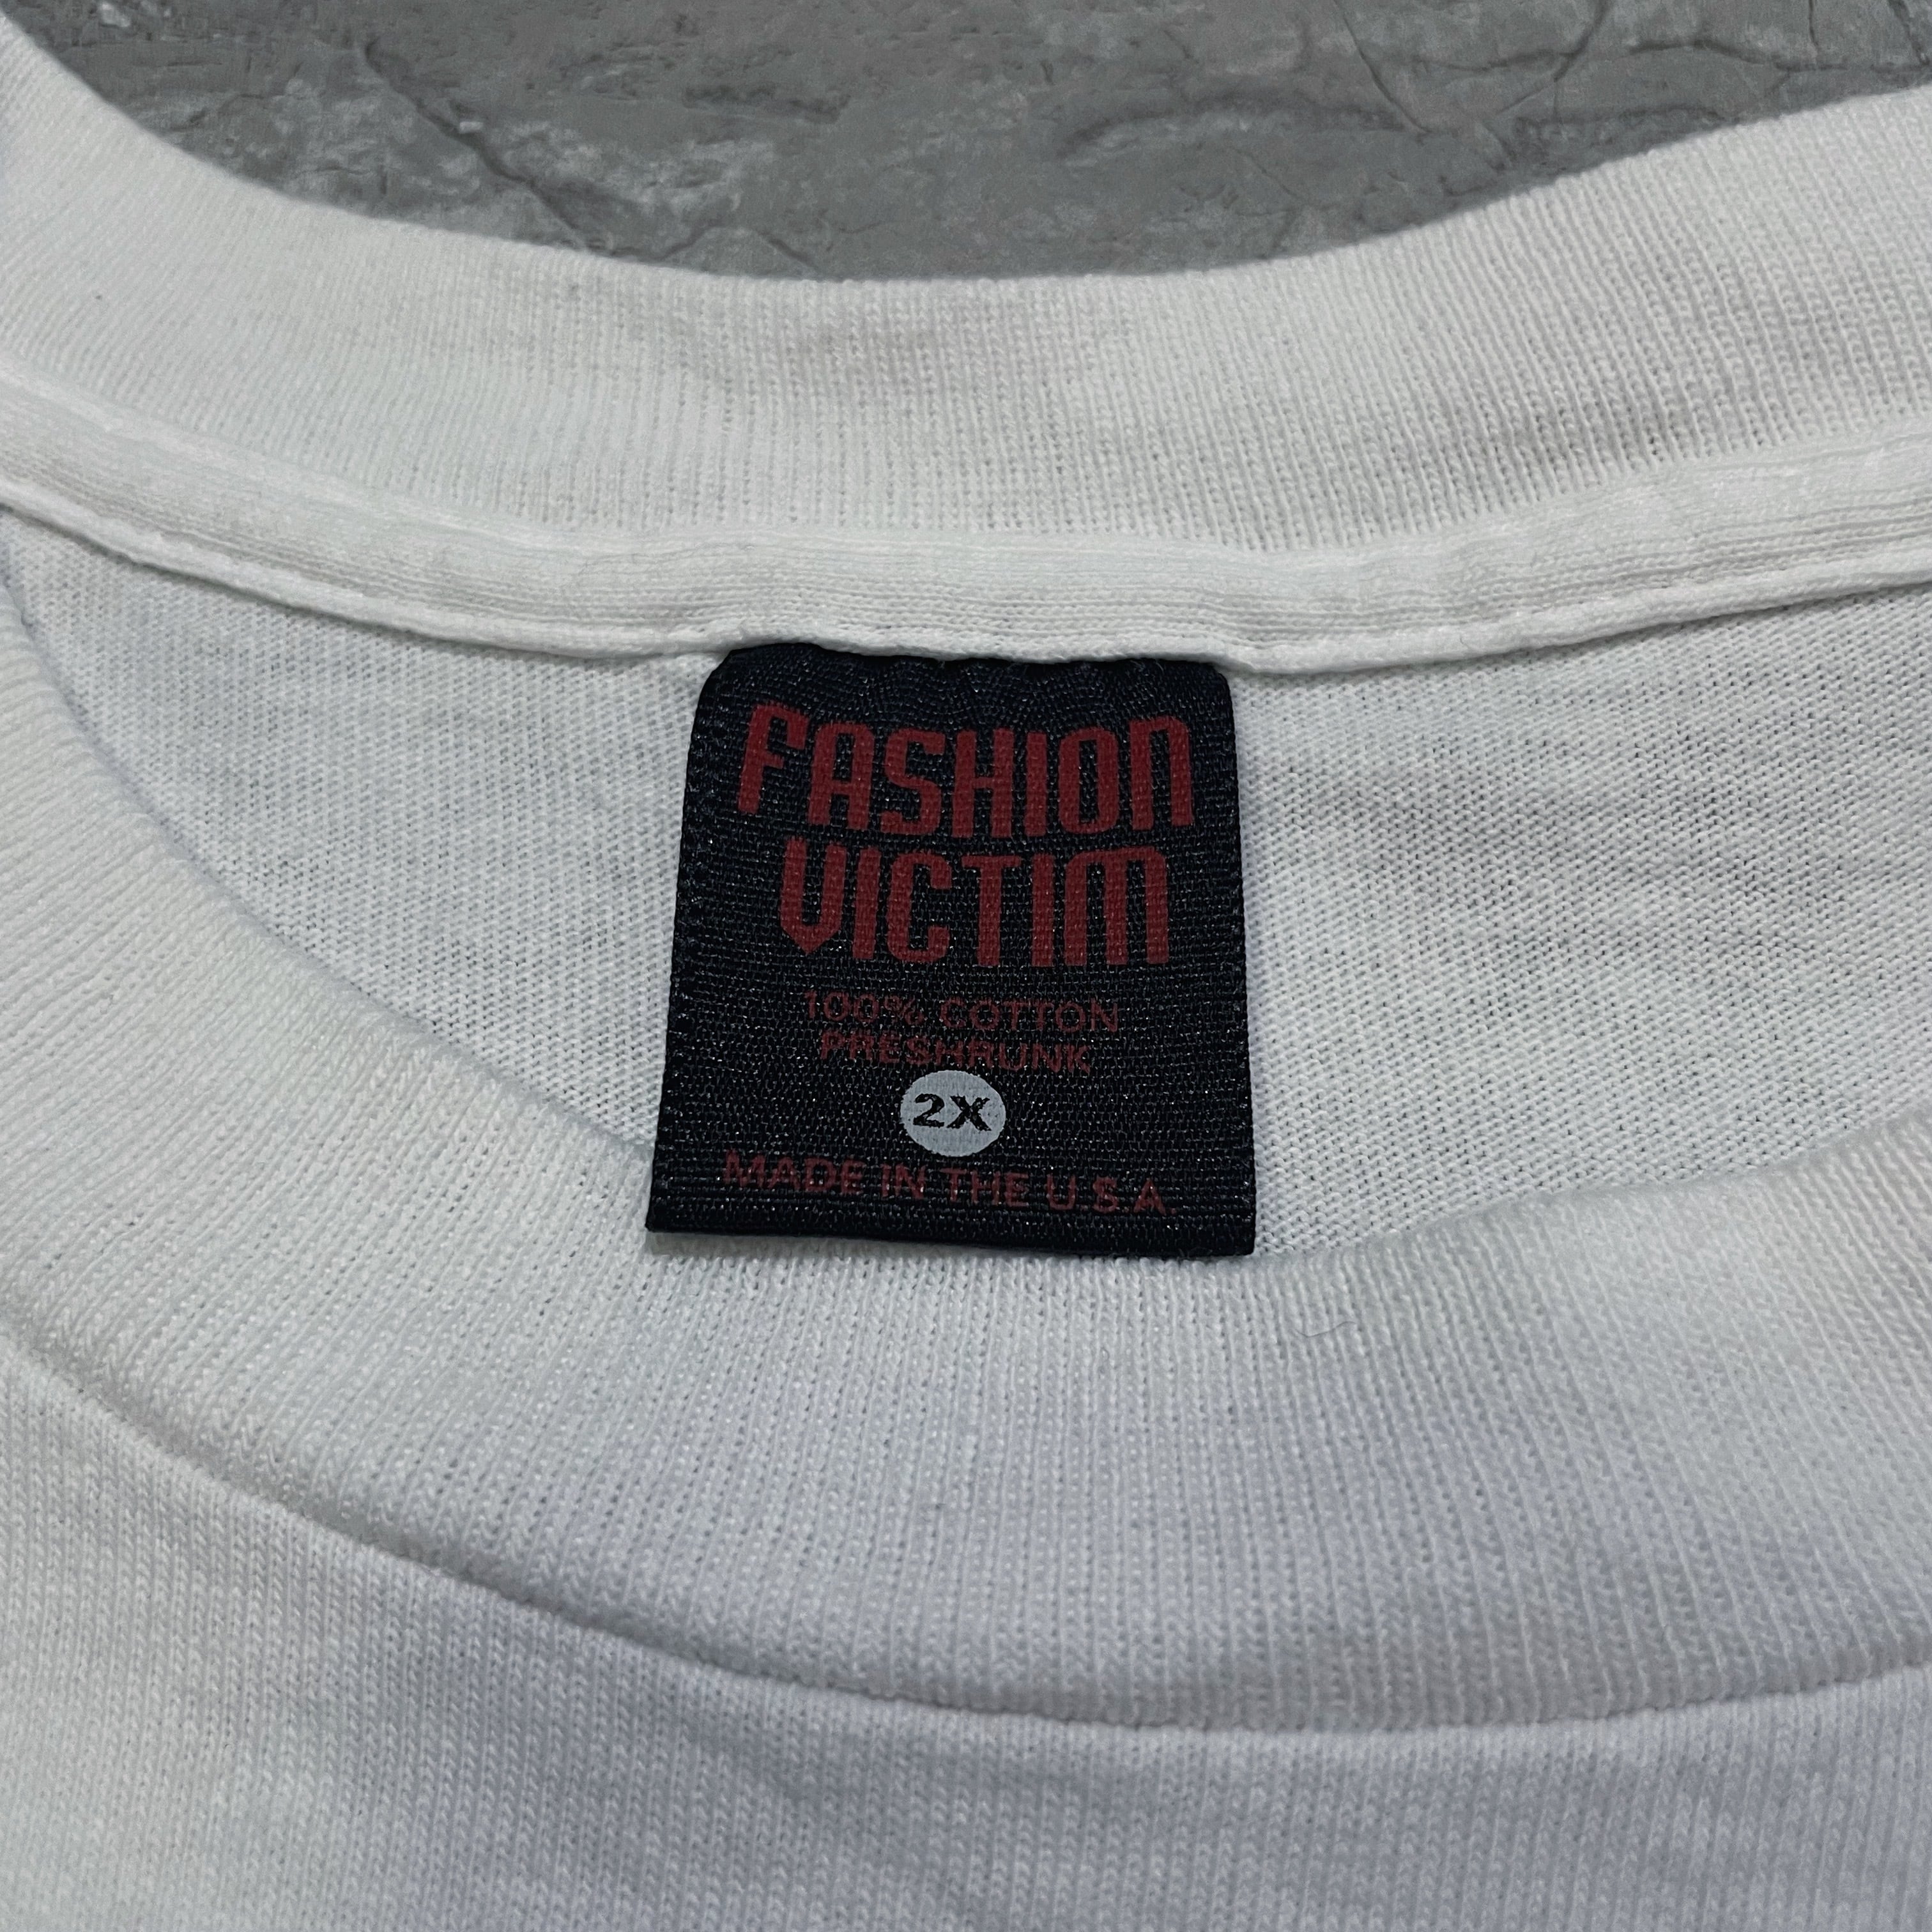 FASHION
VICTIM
100% COTTON
PRESHRUNK
2X
MADE IN THE U.S.A.